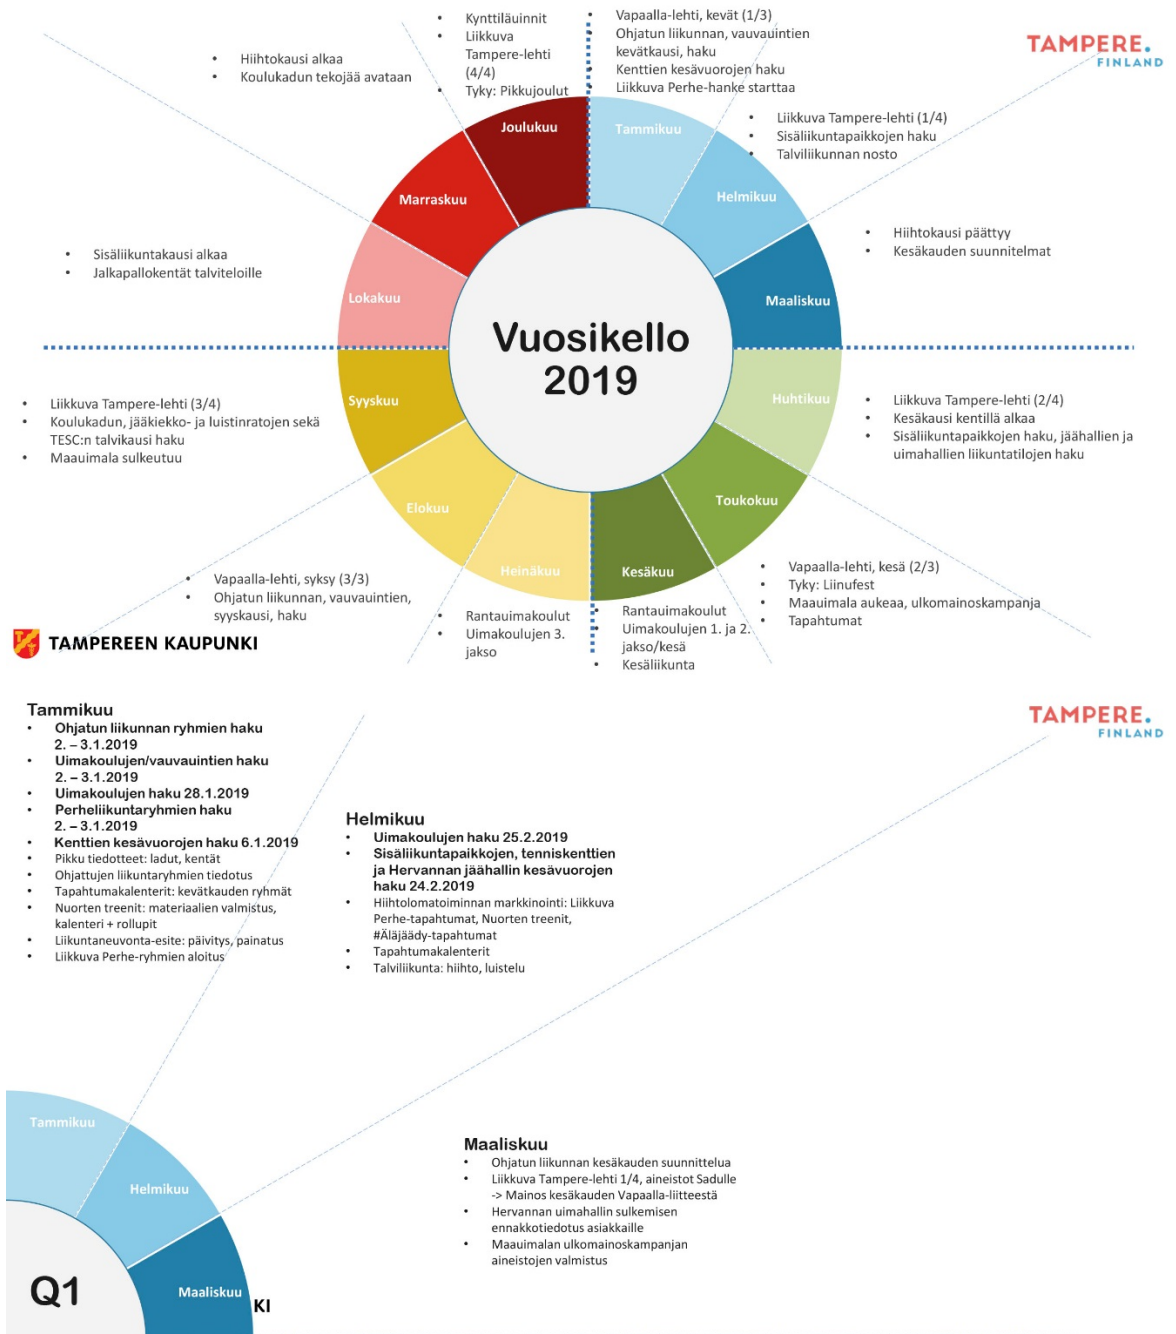 • Kynttiläuinnit
• Liikkuva
Tampere-lehti
(4/4)
• Tyky: Pikkujoulut
• Vapaalla-lehti, kevät (1/3)
• Ohjatun liikunnan, vauvauintien
kevätkausi, haku
• Kenttien kesävuorojen haku
• Liikkuva Perhe-hanke starttaa
TAMPERE.
FINLAND
• Hiihtokausi alkaa
• Koulukadun tekojää avataan
• Liikkuva Tampere-lehti (1/4)
• Sisäliikuntapaikkojen haku
• Talviliikunnan nosto
Joulukuu
Tammikuu
Marraskuu
Helmikuu
• Hiihtokausi päättyy
• Kesäkauden suunnitelmat
• Sisäliikuntakausi alkaa
• Jalkapallokentät talviteloille
Lokakuu
Maaliskuu
Vuosikello
2019
Syyskuu
Huhtikuu
• Liikkuva Tampere-lehti (3/4)
• Koulukadun, jääkiekko- ja luistinratojen sekä
TESC:n talvikausi haku
• Maauimala sulkeutuu
• Liikkuva Tampere-lehti (2/4)
• Kesäkausi kentillä alkaa
• Sisäliikuntapaikkojen haku, jäähallien ja
uimahallien liikuntatilojen haku
Elokuu
Toukokuu
Heinäkuu
Kesäkuu
• Vapaalla-lehti, syksy (3/3)
• Ohjatun liikunnan, vauvauintien,
syyskausi, haku
• Rantauimakoulut
• Uimakoulujen 3.
jakso
• Rantauimakoulut
• Uimakoulujen 1. ja 2.
jakso/kesä
• Kesäliikunta
• Vapaalla-lehti, kesä (2/3)
• Tyky: Liinufest
• Maauimala aukeaa, ulkomainoskampanja
• Tapahtumat
TAMPEREEN KAUPUNKI
TAMPERE.
FINLAND
Tammikuu
• Ohjatun liikunnan ryhmien haku
2. – 3.1.2019
• Uimakoulujen/vauvauintien haku
2. – 3.1.2019
• Uimakoulujen haku 28.1.2019
• Perheliikuntaryhmien haku
2. – 3.1.2019
• Kenttien kesävuorojen haku 6.1.2019
• Pikku tiedotteet: ladut, kentät
• Ohjattujen liikuntaryhmien tiedotus
• Tapahtumakalenterit: kevätkauden ryhmät
• Nuorten treenit: materiaalien valmistus,
kalenteri + rollupit
• Liikuntaneuvonta-esite: päivitys, painatus
• Liikkuva Perhe-ryhmien aloitus
Helmikuu
• Uimakoulujen haku 25.2.2019
• Sisäliikuntapaikkojen, tenniskenttien
ja Hervannan jäähallin kesävuorojen
haku 24.2.2019
• Hiihtolomatoiminnan markkinointi: Liikkuva
Perhe-tapahtumat, Nuorten treenit,
#Äläjäädy-tapahtumat
• Tapahtumakalenterit
• Talviliikunta: hiihto, luistelu
Maaliskuu
• Ohjatun liikunnan kesäkauden suunnittelua
• Liikkuva Tampere-lehti 1/4, aineistot Sadulle
-> Mainos kesäkauden Vapaalla-liitteestä
• Hervannan uimahallin sulkemisen
ennakkotiedotus asiakkaille
• Maauimalan ulkomainoskampanjan
aineistojen valmistus
Tammikuu
Helmikuu
Maaliskuu
Q1
KI